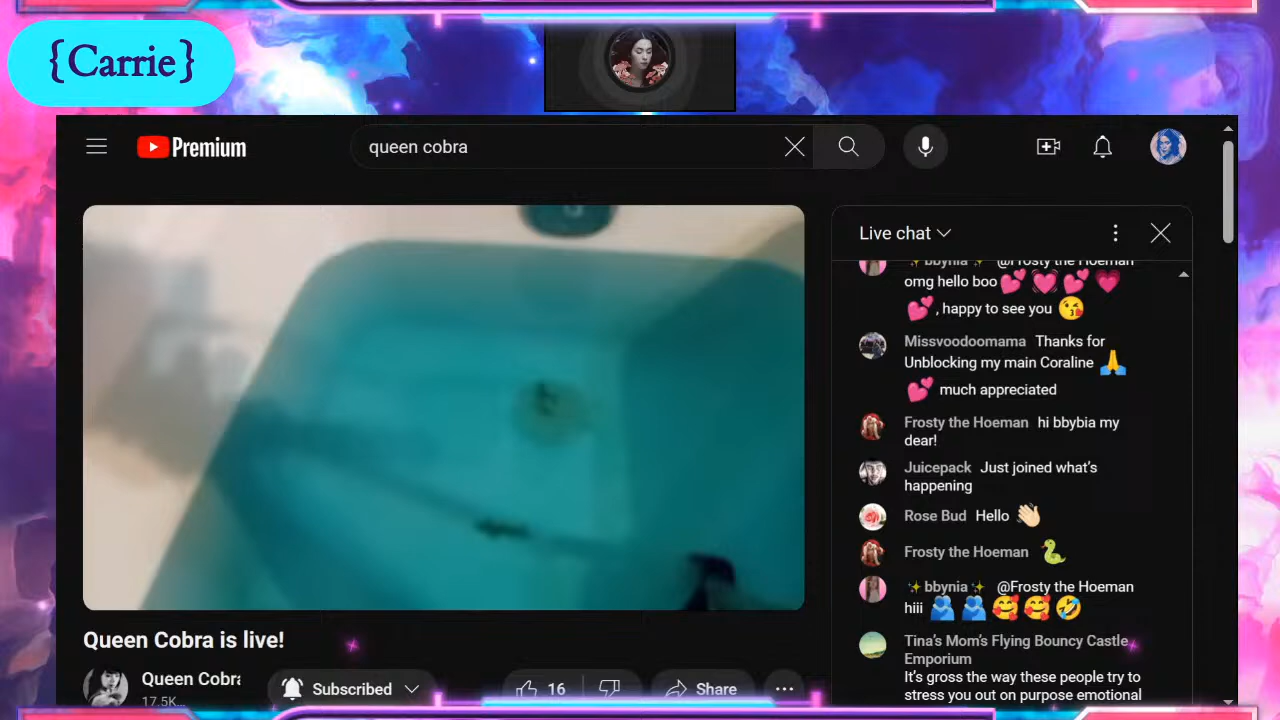 {Carrie}
Premium
queen cobra
Live chat
✨bbynia✨ @Frosty the Hoeman
omg hello boo💕💓💕💗
💕, happy to see you 😘
Missvoodoomama Thanks for
Unblocking my main Coraline 🙏
💕 much appreciated
Frosty the Hoeman hi bbybia my
dear!
Juicepack Just joined what's
happening
Rose Bud Hello 👋🏻
Frosty the Hoeman 🐍
✨bbynia✨ @Frosty the Hoeman
hiii 🫂🫂🥰🥰🤣
Tina's Mom's Flying Bouncy Castle
Emporium
It's gross the way these people try to
stress you out on purpose emotional
Queen Cobra is live!
Queen Cobra
17.5K...
Subscribed
16
Share